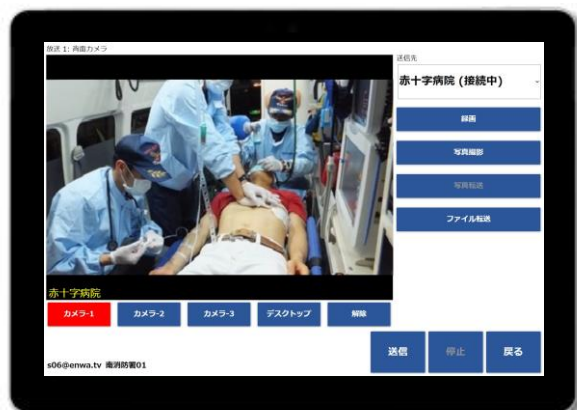 放送 1: 背面カメラ
送信先
赤十字病院 (接続中)
録画
写真撮影
写真転送
ファイル転送
赤十字病院
カメラ-1
カメラ-2
カメラ-3
デスクトップ
解除
送信
停止
戻る
s06@enwa.tv 南消防署01